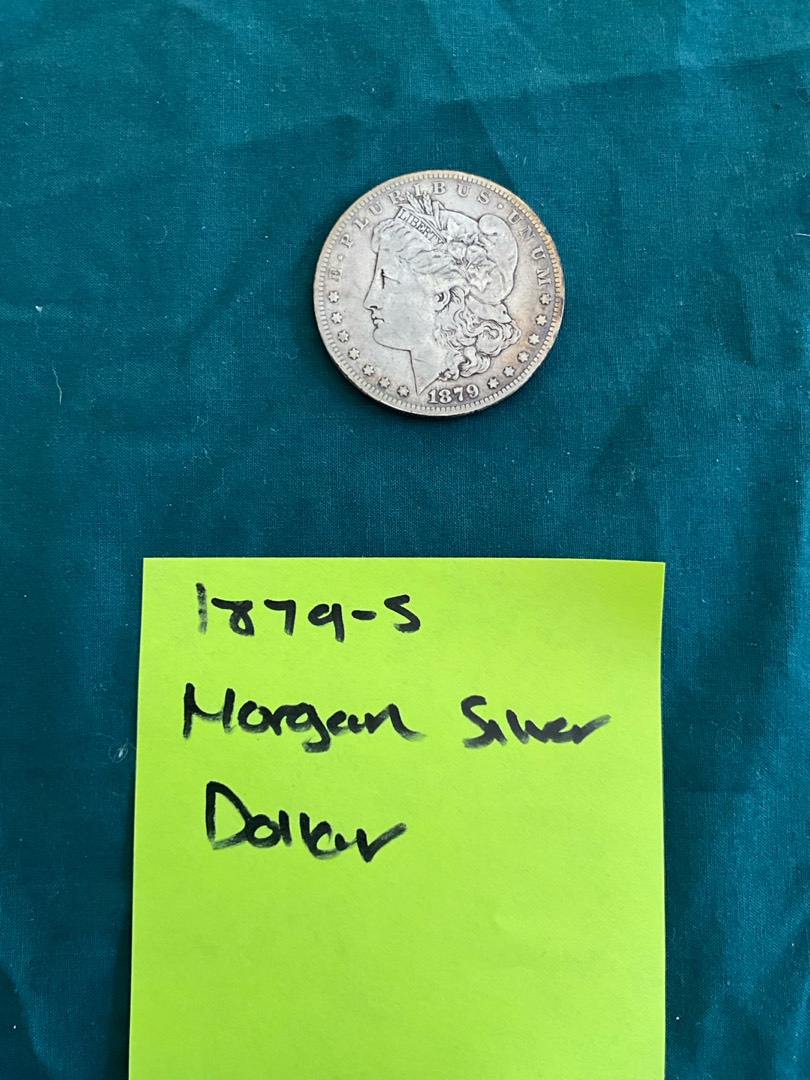 E·PLURIBUS·UNUM
LIBERTY
1879
1879-S
Morgan Silver
Dollar